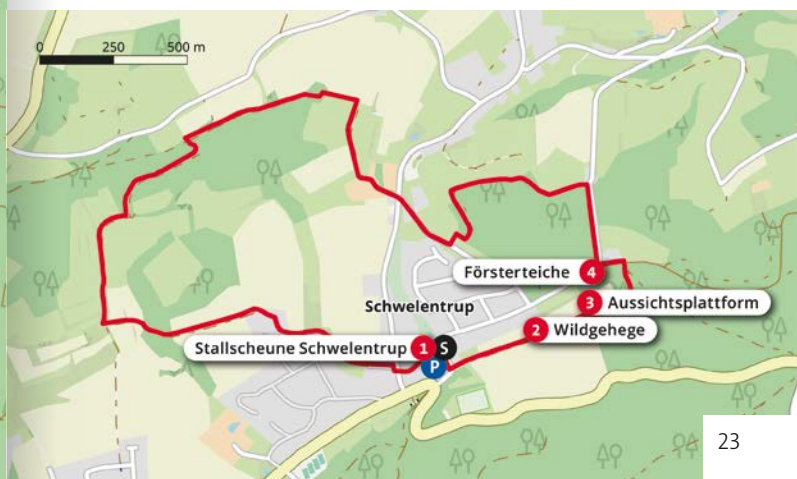 0 250 500 m
Försterteiche 4
Schwelentrup
3 Aussichtsplattform
2 Wildgehege
Stallscheune Schwelentrup 1 S
P
23